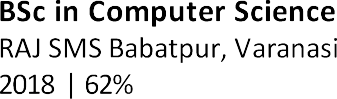 BSc in Computer Science
RAJ SMS Babatpur, Varanasi
2018 | 62%